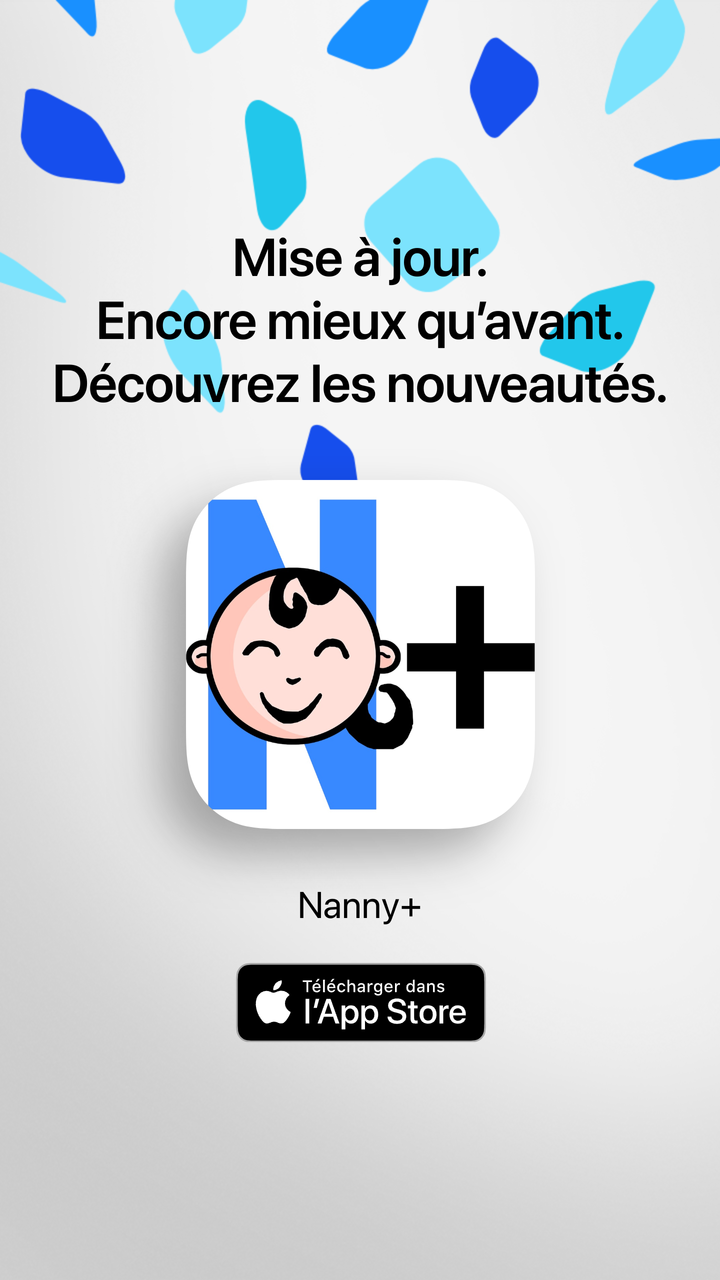 Mise à jour.
Encore mieux qu’avant.
Découvrez les nouveautés.
N+
Nanny+
Télécharger dans
l’App Store